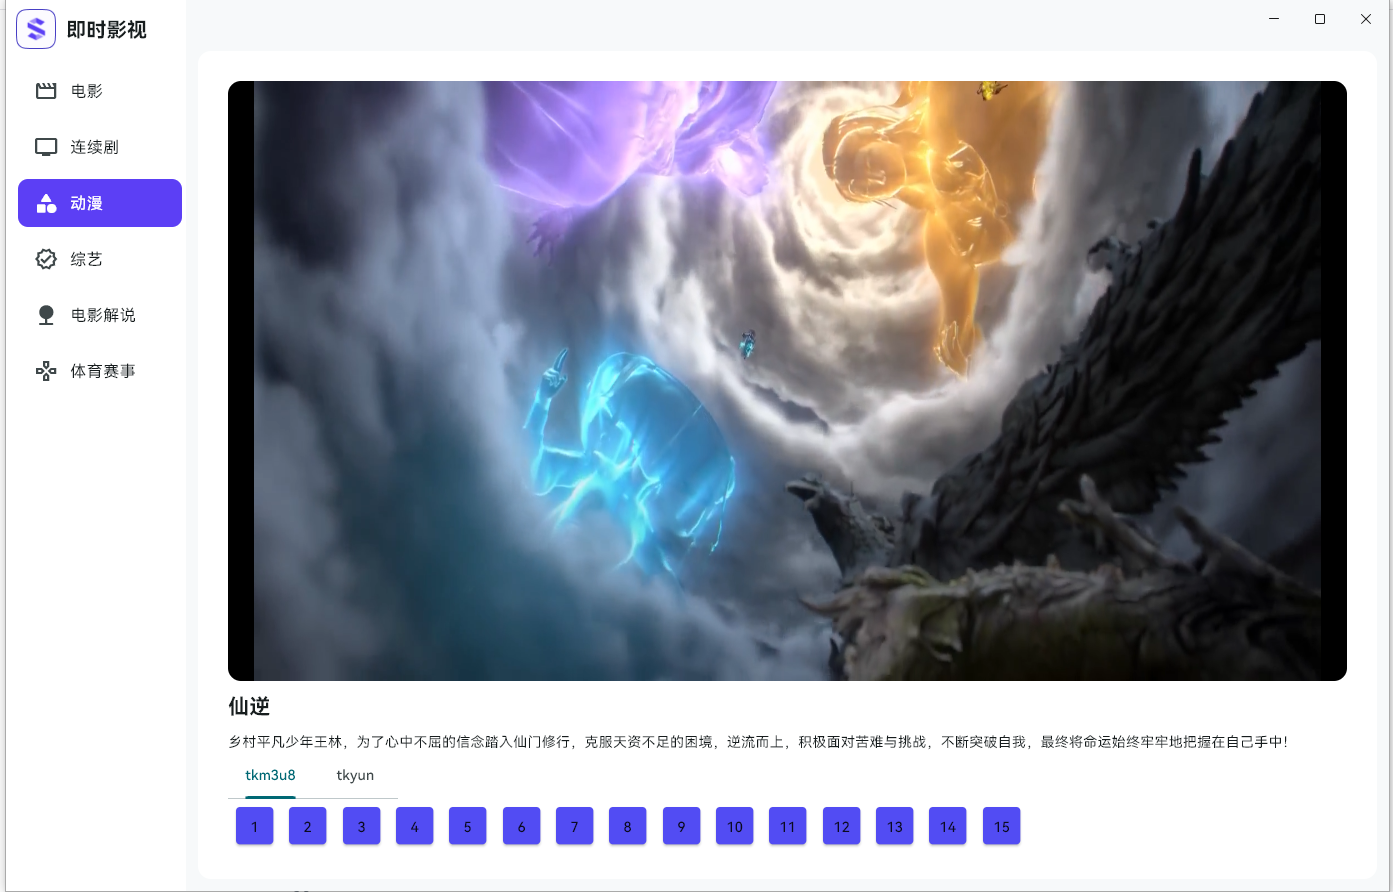 即时影视
电影
连续剧
动漫
综艺
电影解说
体育赛事
仙逆
乡村平凡少年王林，为了心中不屈的信念踏入仙门修行，克服天资不足的困境，逆流而上，积极面对苦难与挑战，不断突破自我，最终将命运始终牢牢地把握在自己手中！
tkm3u8 tkyun
1 2 3 4 5 6 7 8 9 10 11 12 13 14 15